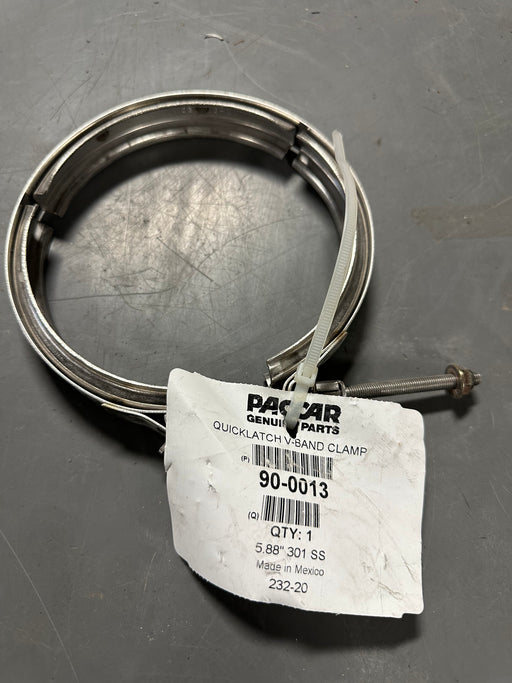 PACCAR
GENUINE PARTS
QUICKLATCH V-BAND CLAMP
(P)
90-0013
(Q)
QTY: 1
5.88" 301 SS
Made in Mexico
232-20